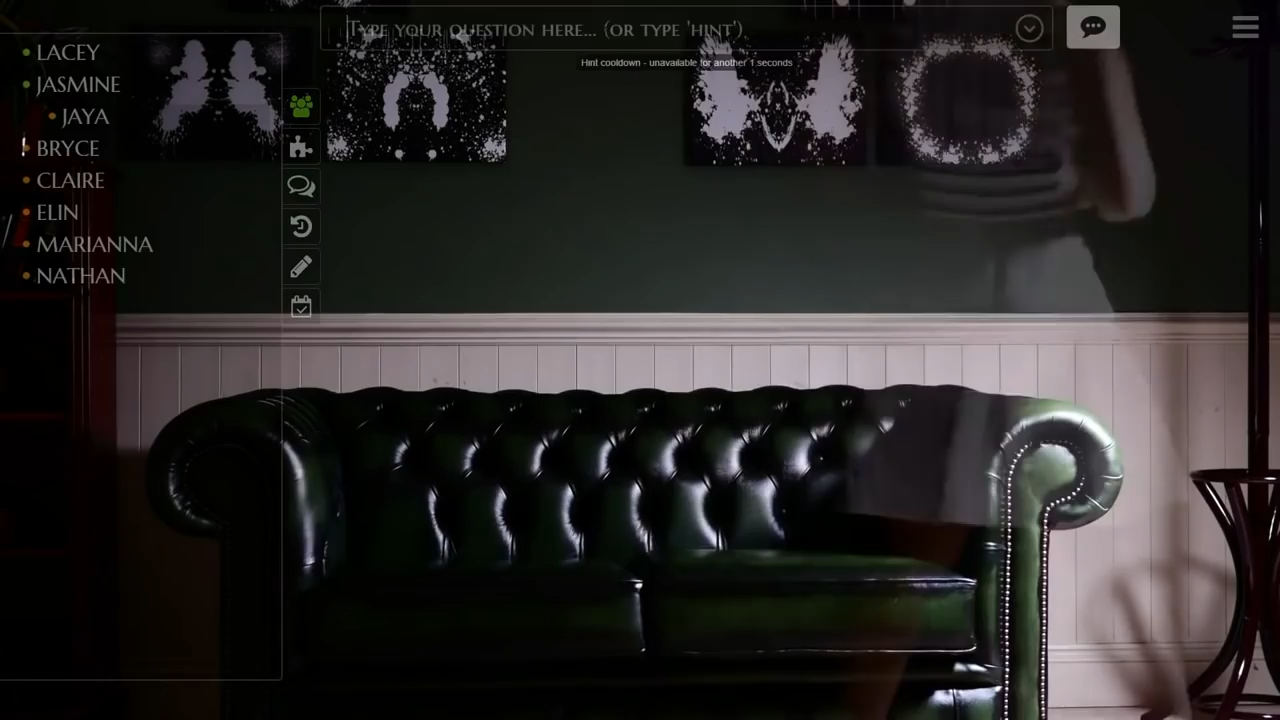 Type your question here... (or type 'hint')
Hint cooldown - unavailable for another 1 seconds
LACEY
JASMINE
JAYA
BRYCE
CLAIRE
ELIN
MARIANNA
NATHAN